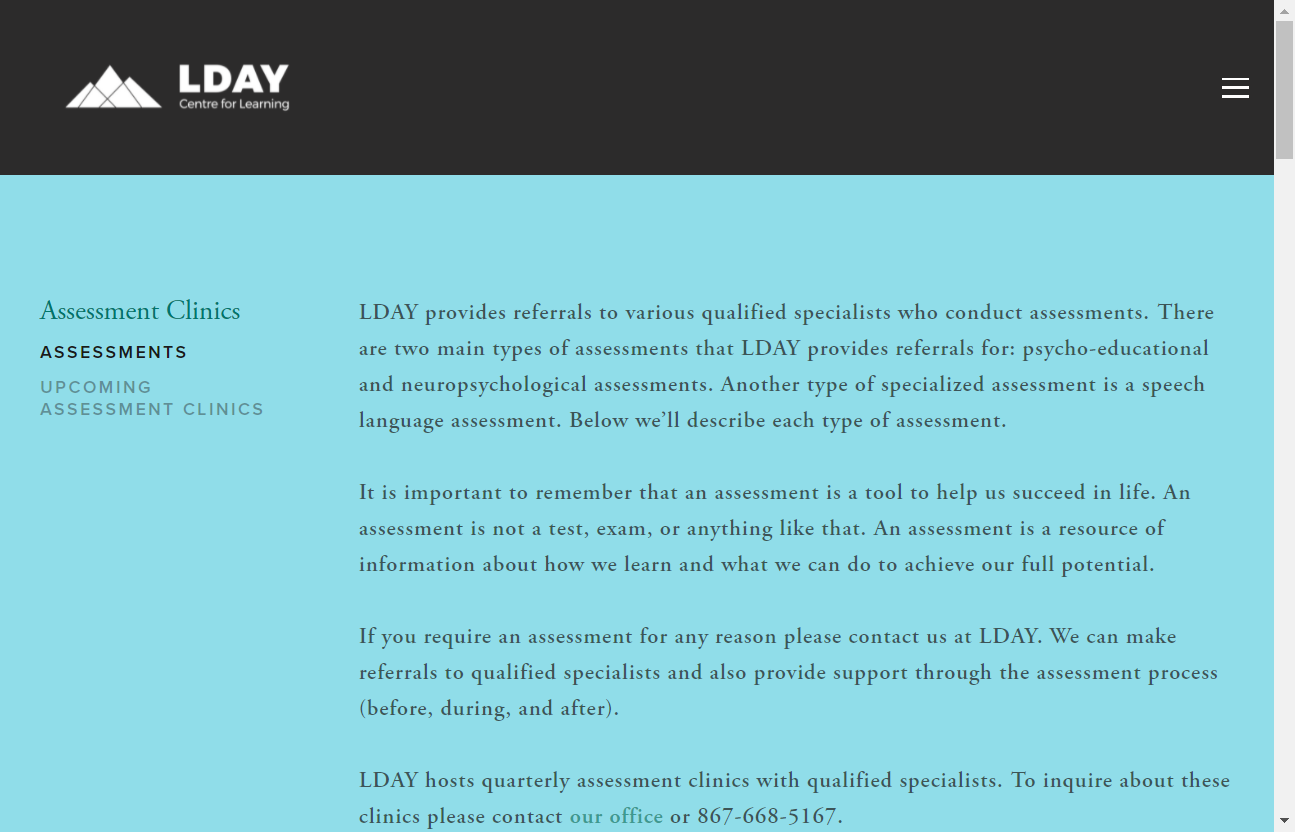 LDAY
Centre for Learning
Assessment Clinics
ASSESSMENTS
UPCOMING
ASSESSMENT CLINICS
LDAY provides referrals to various qualified specialists who conduct assessments. There
are two main types of assessments that LDAY provides referrals for: psycho-educational
and neuropsychological assessments. Another type of specialized assessment is a speech
language assessment. Below we’ll describe each type of assessment.
It is important to remember that an assessment is a tool to help us succeed in life. An
assessment is not a test, exam, or anything like that. An assessment is a resource of
information about how we learn and what we can do to achieve our full potential.
If you require an assessment for any reason please contact us at LDAY. We can make
referrals to qualified specialists and also provide support through the assessment process
(before, during, and after).
LDAY hosts quarterly assessment clinics with qualified specialists. To inquire about these
clinics please contact our office or 867-668-5167.